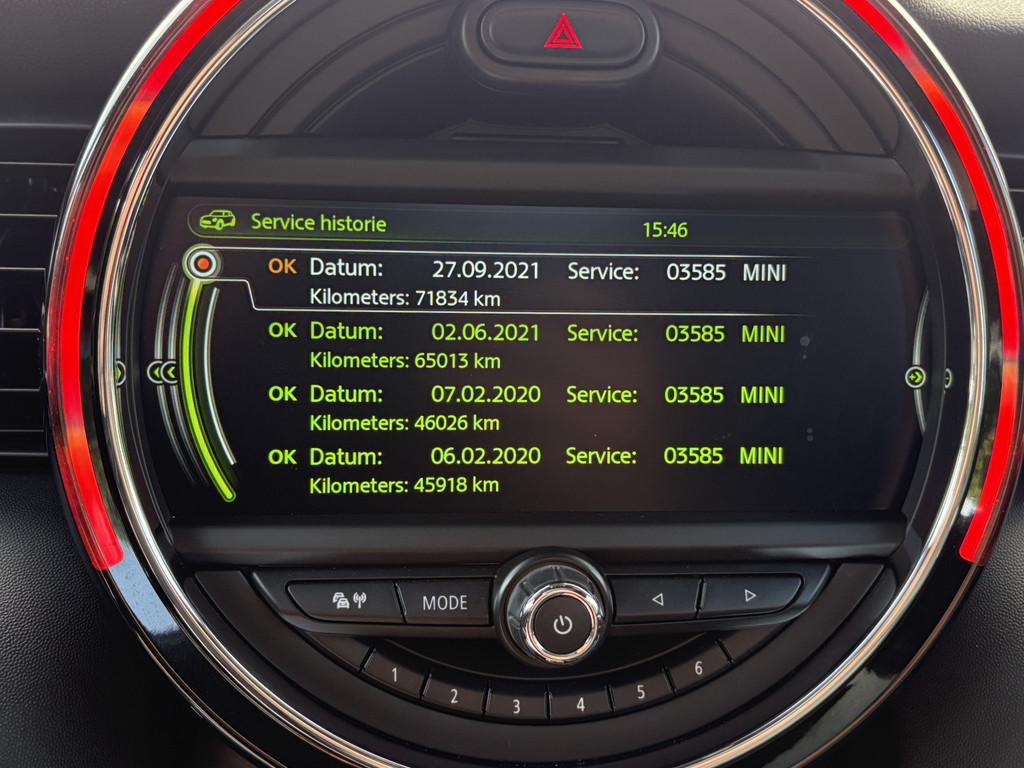 Service historie 15:46
OK Datum: 27.09.2021 Service: 03585 MINI
Kilometers: 71834 km
OK Datum: 02.06.2021 Service: 03585 MINI
Kilometers: 65013 km
OK Datum: 07.02.2020 Service: 03585 MINI
Kilometers: 46026 km
OK Datum: 06.02.2020 Service: 03585 MINI
Kilometers: 45918 km
MODE
1 2 3 4 5 6